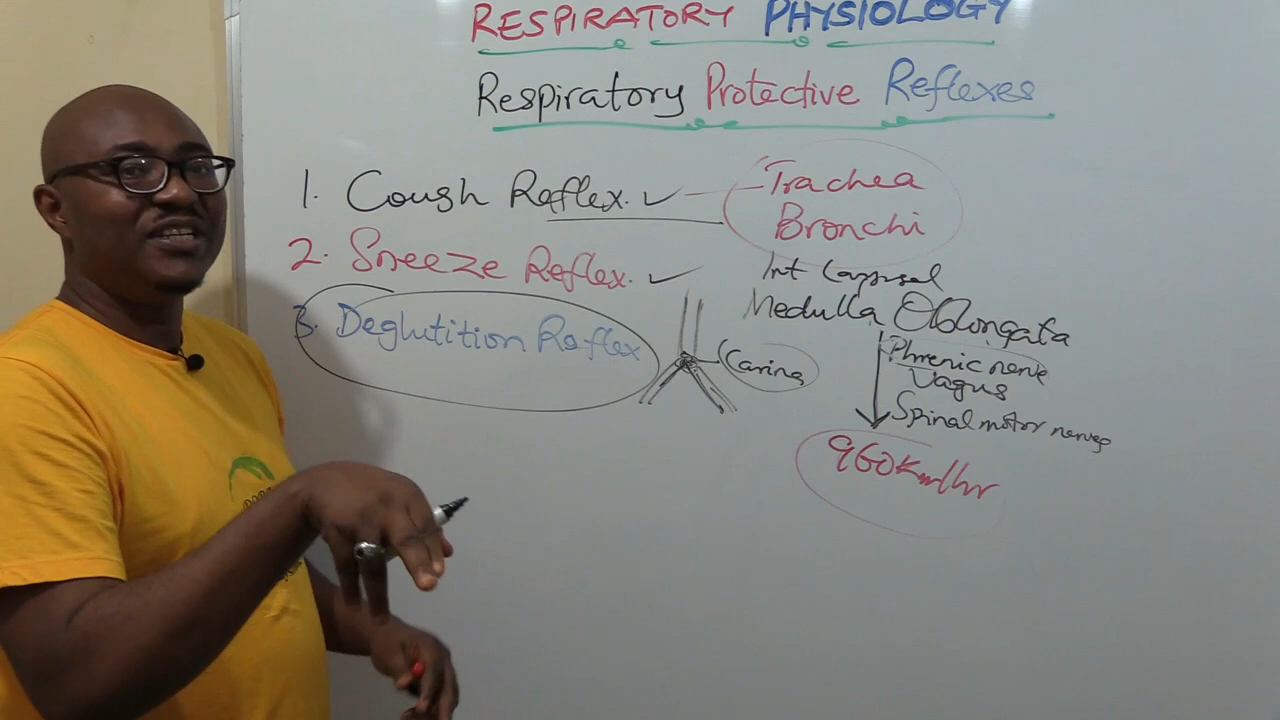 RESPIRATORY PHYSIOLOGY
Respiratory Protective Reflexes
1. Cough Reflex. ✓
Trachea
Bronchi
2. Sneeze Reflex. ✓
Int
Medulla Oblongata
3. Deglutition Reflex
Carina
Phrenic nerve
Vagus
Spinal motor nerves
960km/hr